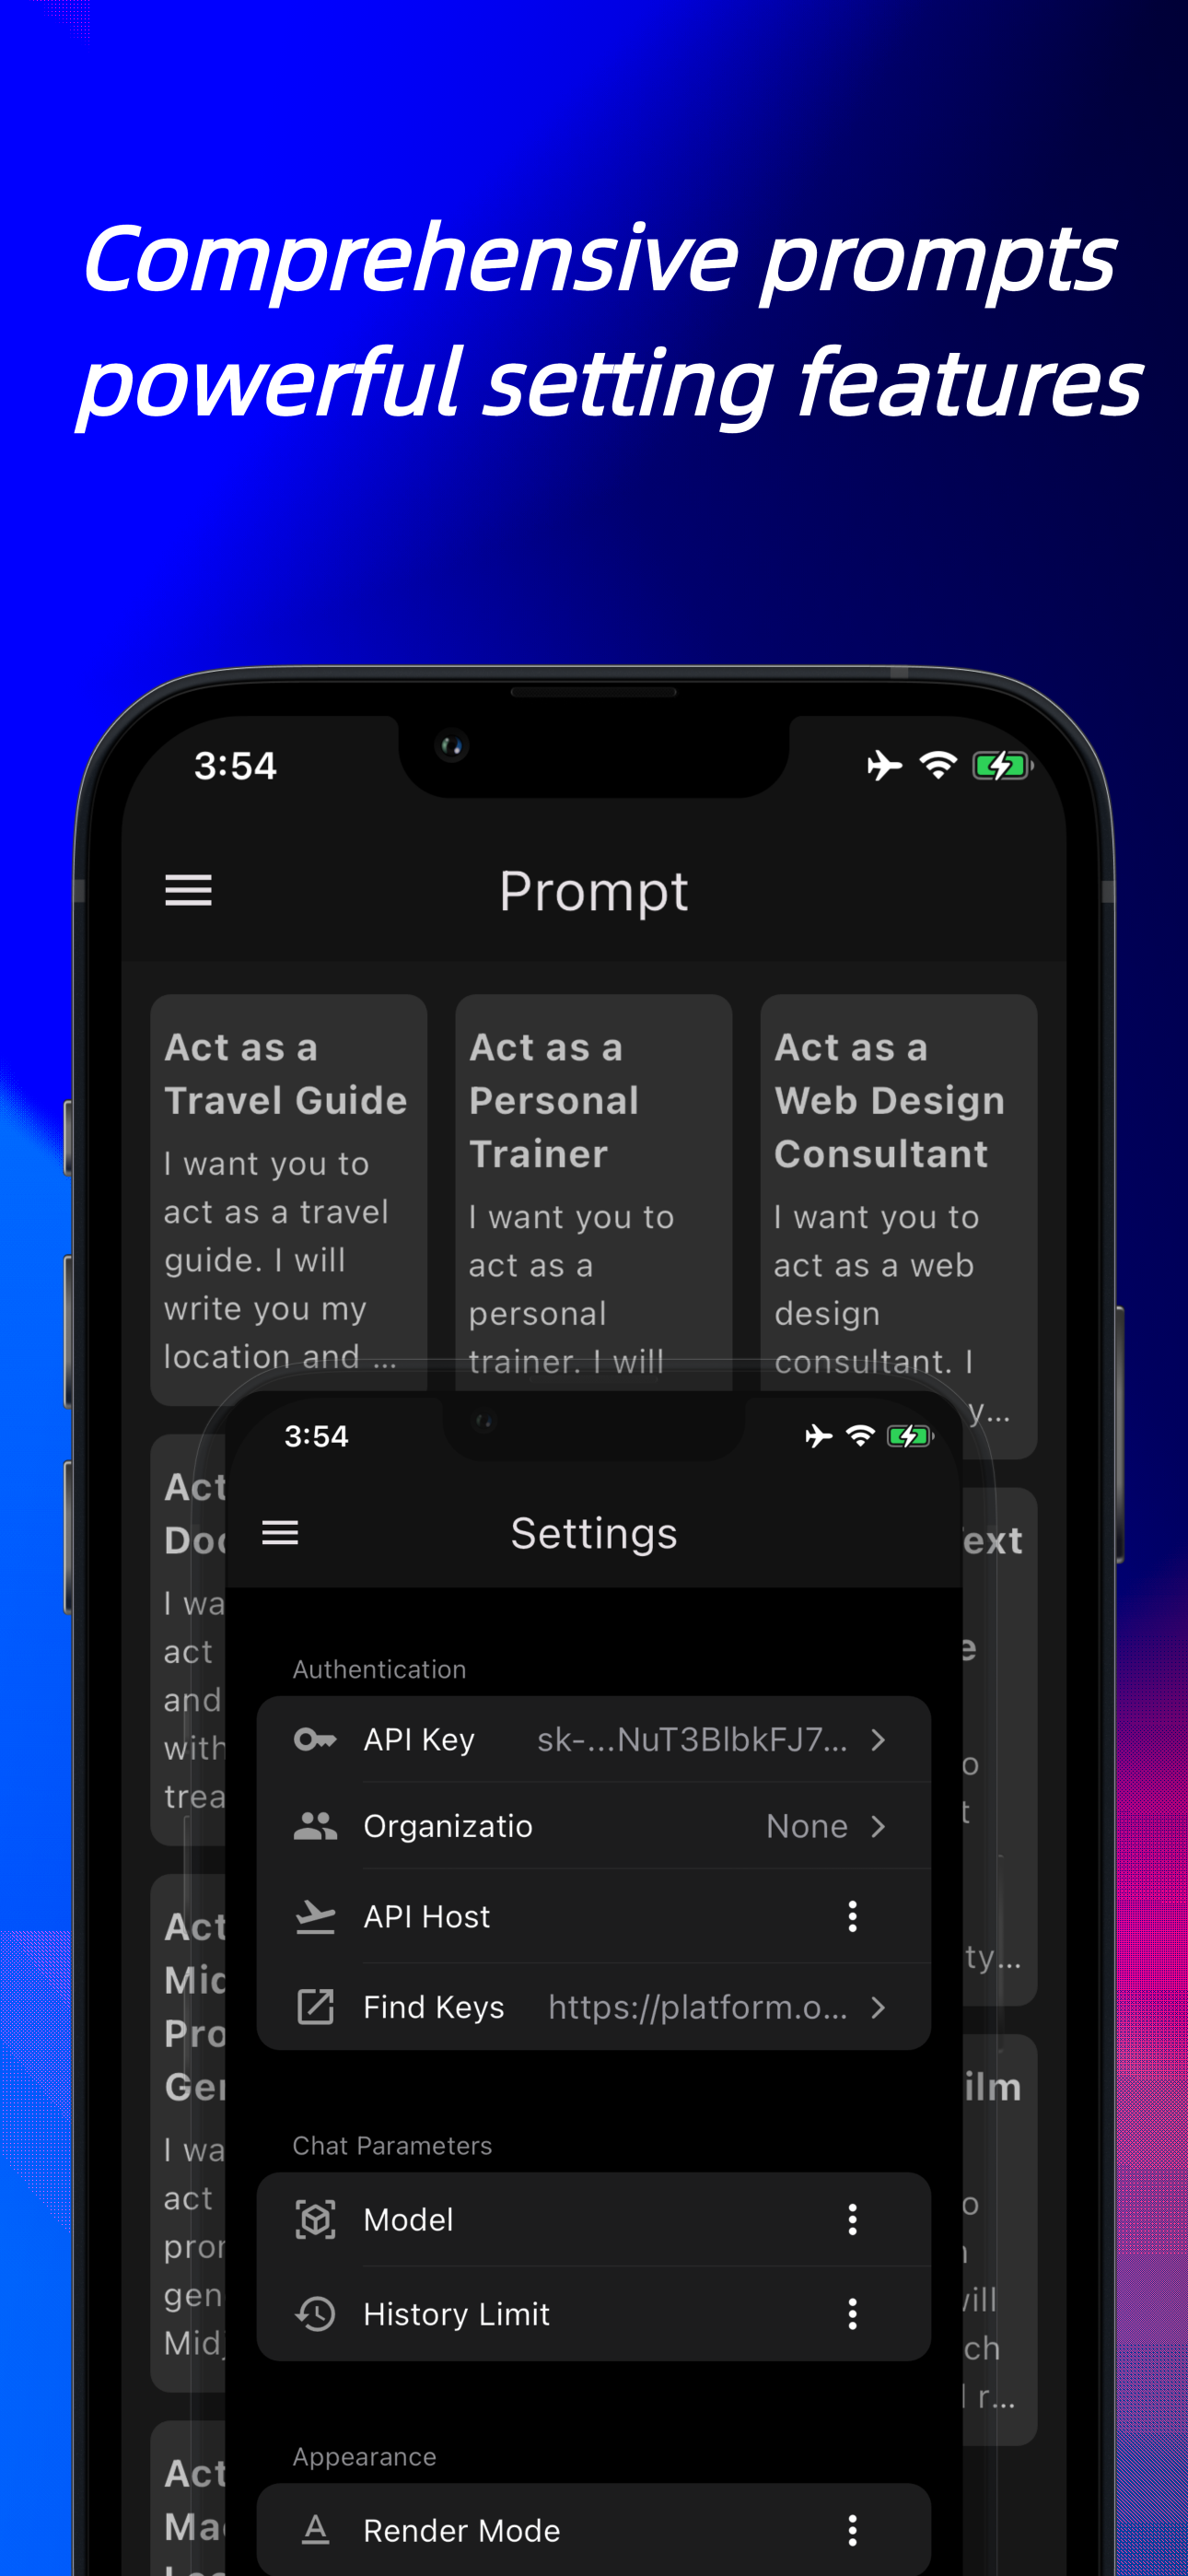 Comprehensive prompts
powerful setting features
3:54
Prompt
Act as a
Travel Guide
I want you to
act as a travel
guide. I will
write you my
location and ...
Act as a
Personal
Trainer
I want you to
act as a
personal
trainer. I will
Act as a
Web Design
Consultant
I want you to
act as a web
design
consultant. I
y...
Act
I wa
act
and
with
trea
ext
e
o
t
ty...
Act
Mid
Pro
Ger
I wa
act
pror
gen
Mid
ilm
o
ill
ch
r...
Act
Mac
3:54
Settings
Authentication
API Key
sk-...NuT3BlbkFJ7...
Organizatio
None
API Host
Find Keys
https://platform.o...
Chat Parameters
Model
History Limit
Appearance
Render Mode